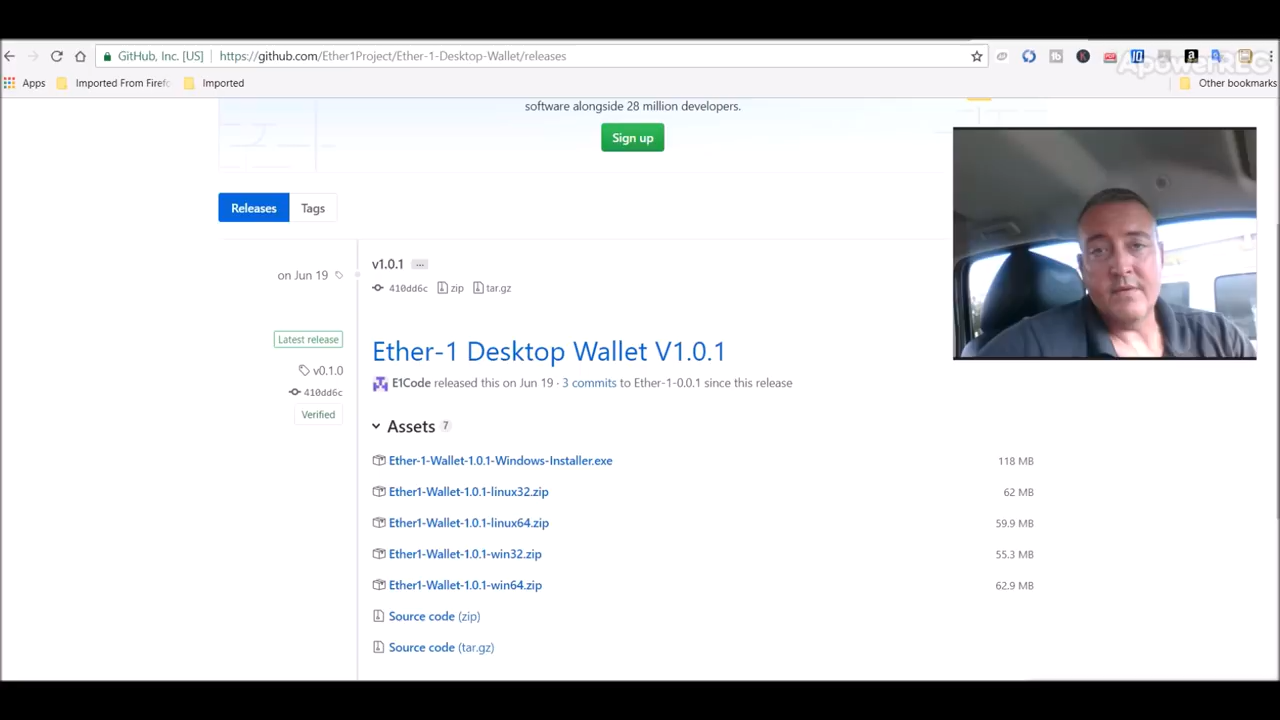 ApowerREC
GitHub, Inc. [US] https://github.com/Ether1Project/Ether-1-Desktop-Wallet/releases
Apps Imported From Firefo Imported Other bookmarks
software alongside 28 million developers.
Sign up
Releases Tags
on Jun 19 v1.0.1 ...
410dd6c zip tar.gz
Latest release
Ether-1 Desktop Wallet V1.0.1
v0.1.0
E1Code released this on Jun 19 · 3 commits to Ether-1-0.0.1 since this release
410dd6c
Verified
Assets 7
Ether-1-Wallet-1.0.1-Windows-Installer.exe 118 MB
Ether1-Wallet-1.0.1-linux32.zip 62 MB
Ether1-Wallet-1.0.1-linux64.zip 59.9 MB
Ether1-Wallet-1.0.1-win32.zip 55.3 MB
Ether1-Wallet-1.0.1-win64.zip 62.9 MB
Source code (zip)
Source code (tar.gz)